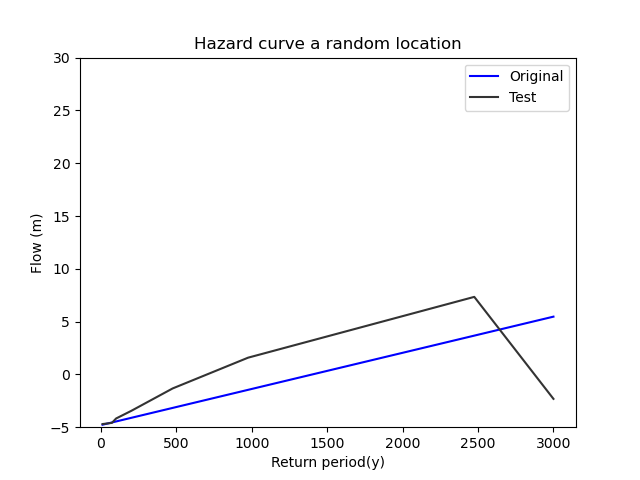 Hazard curve a random location
Original
Test
30
25
20
15
10
5
0
−5
Flow (m)
0 500 1000 1500 2000 2500 3000
Return period(y)